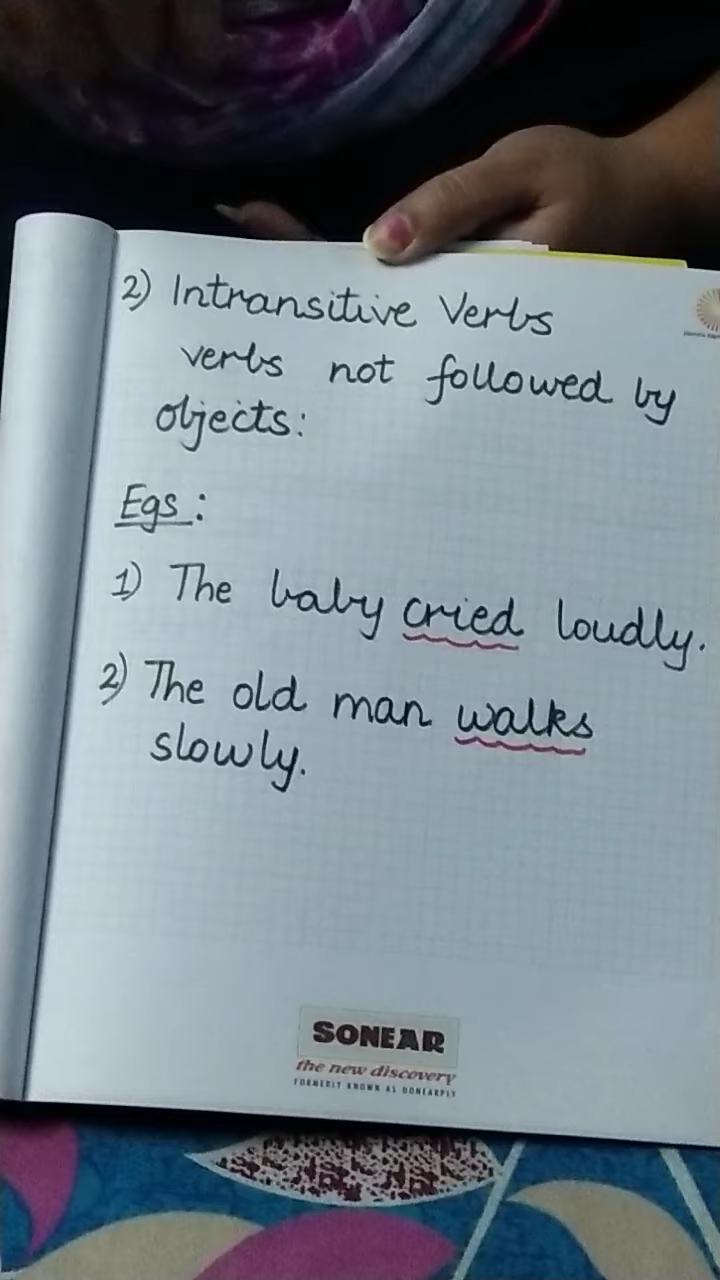 2) Intransitive Verbs
verbs not followed by
objects:
Egs:
1) The baby cried loudly.
2) The old man walks
slowly.
SONEAR
the new discovery
FORMERLY KNOWN AS DONEARPLY